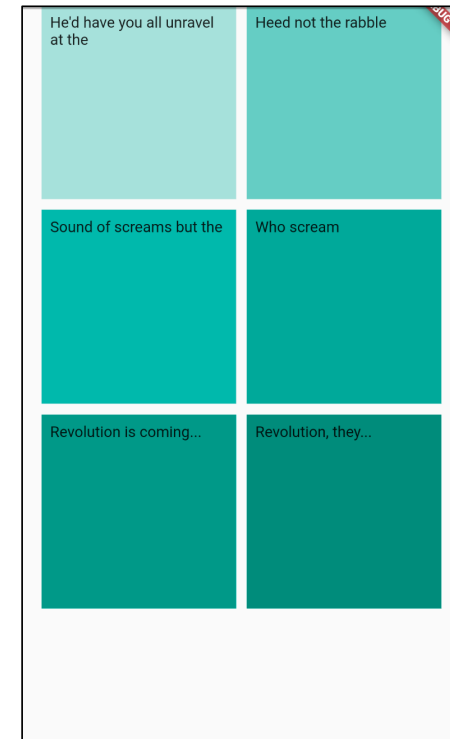 He'd have you all unravel
at the
Heed not the rabble
Sound of screams but the
Who scream
Revolution is coming...
Revolution, they...